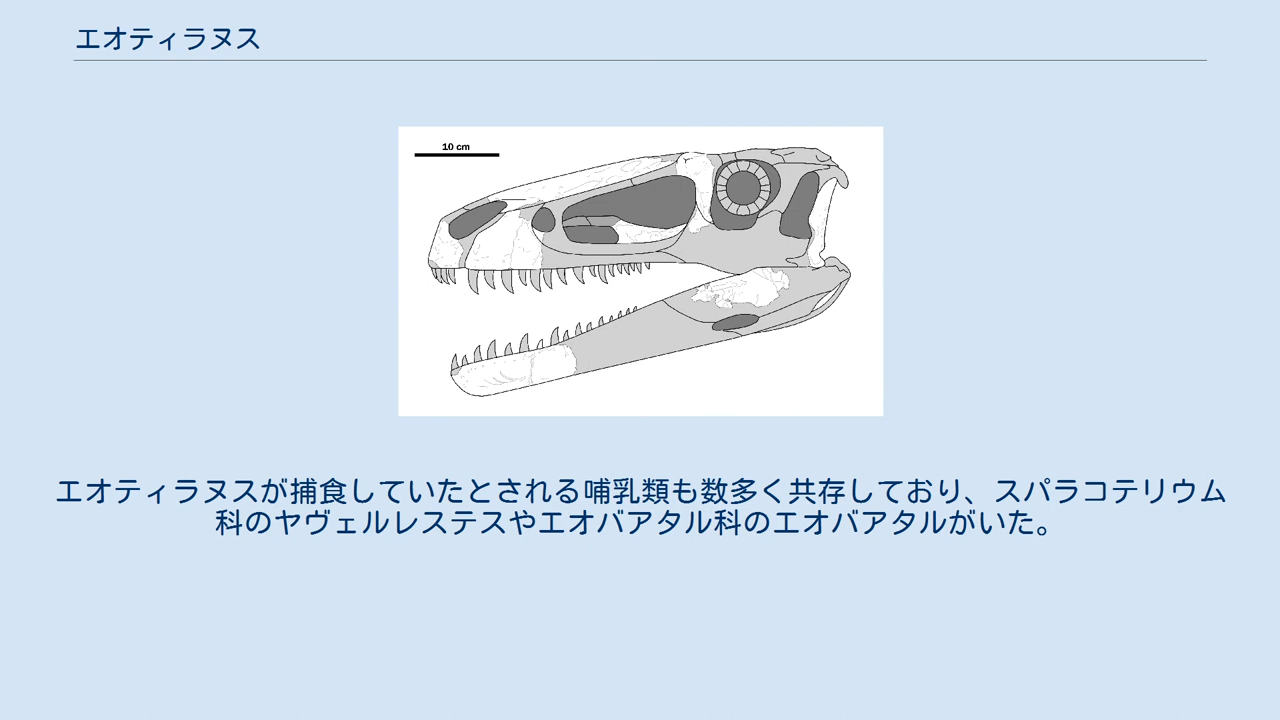 エオティラヌス
10 cm
エオティラヌスが捕食していたとされる哺乳類も数多く共存しており、スパラコテリウム
科のヤヴェルレステスやエオバアタル科のエオバアタルがいた。